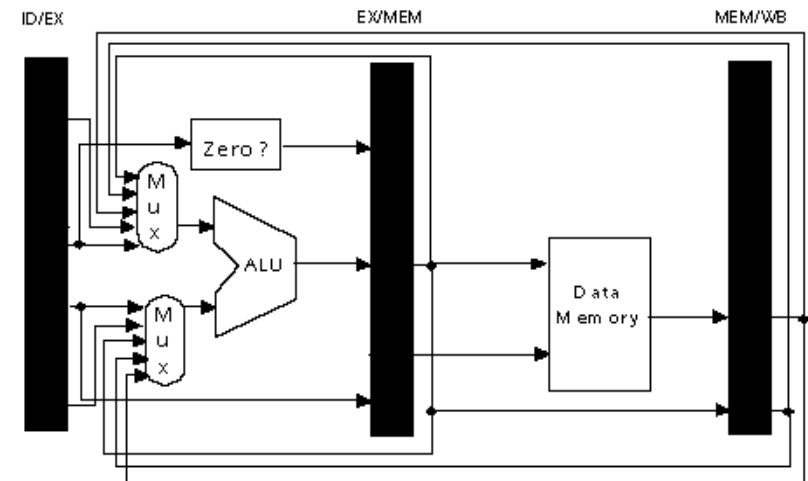 ID/EX
EX/MEM
MEM/WB
Zero ?
M
u
x
ALU
Data
Memory
M
u
x